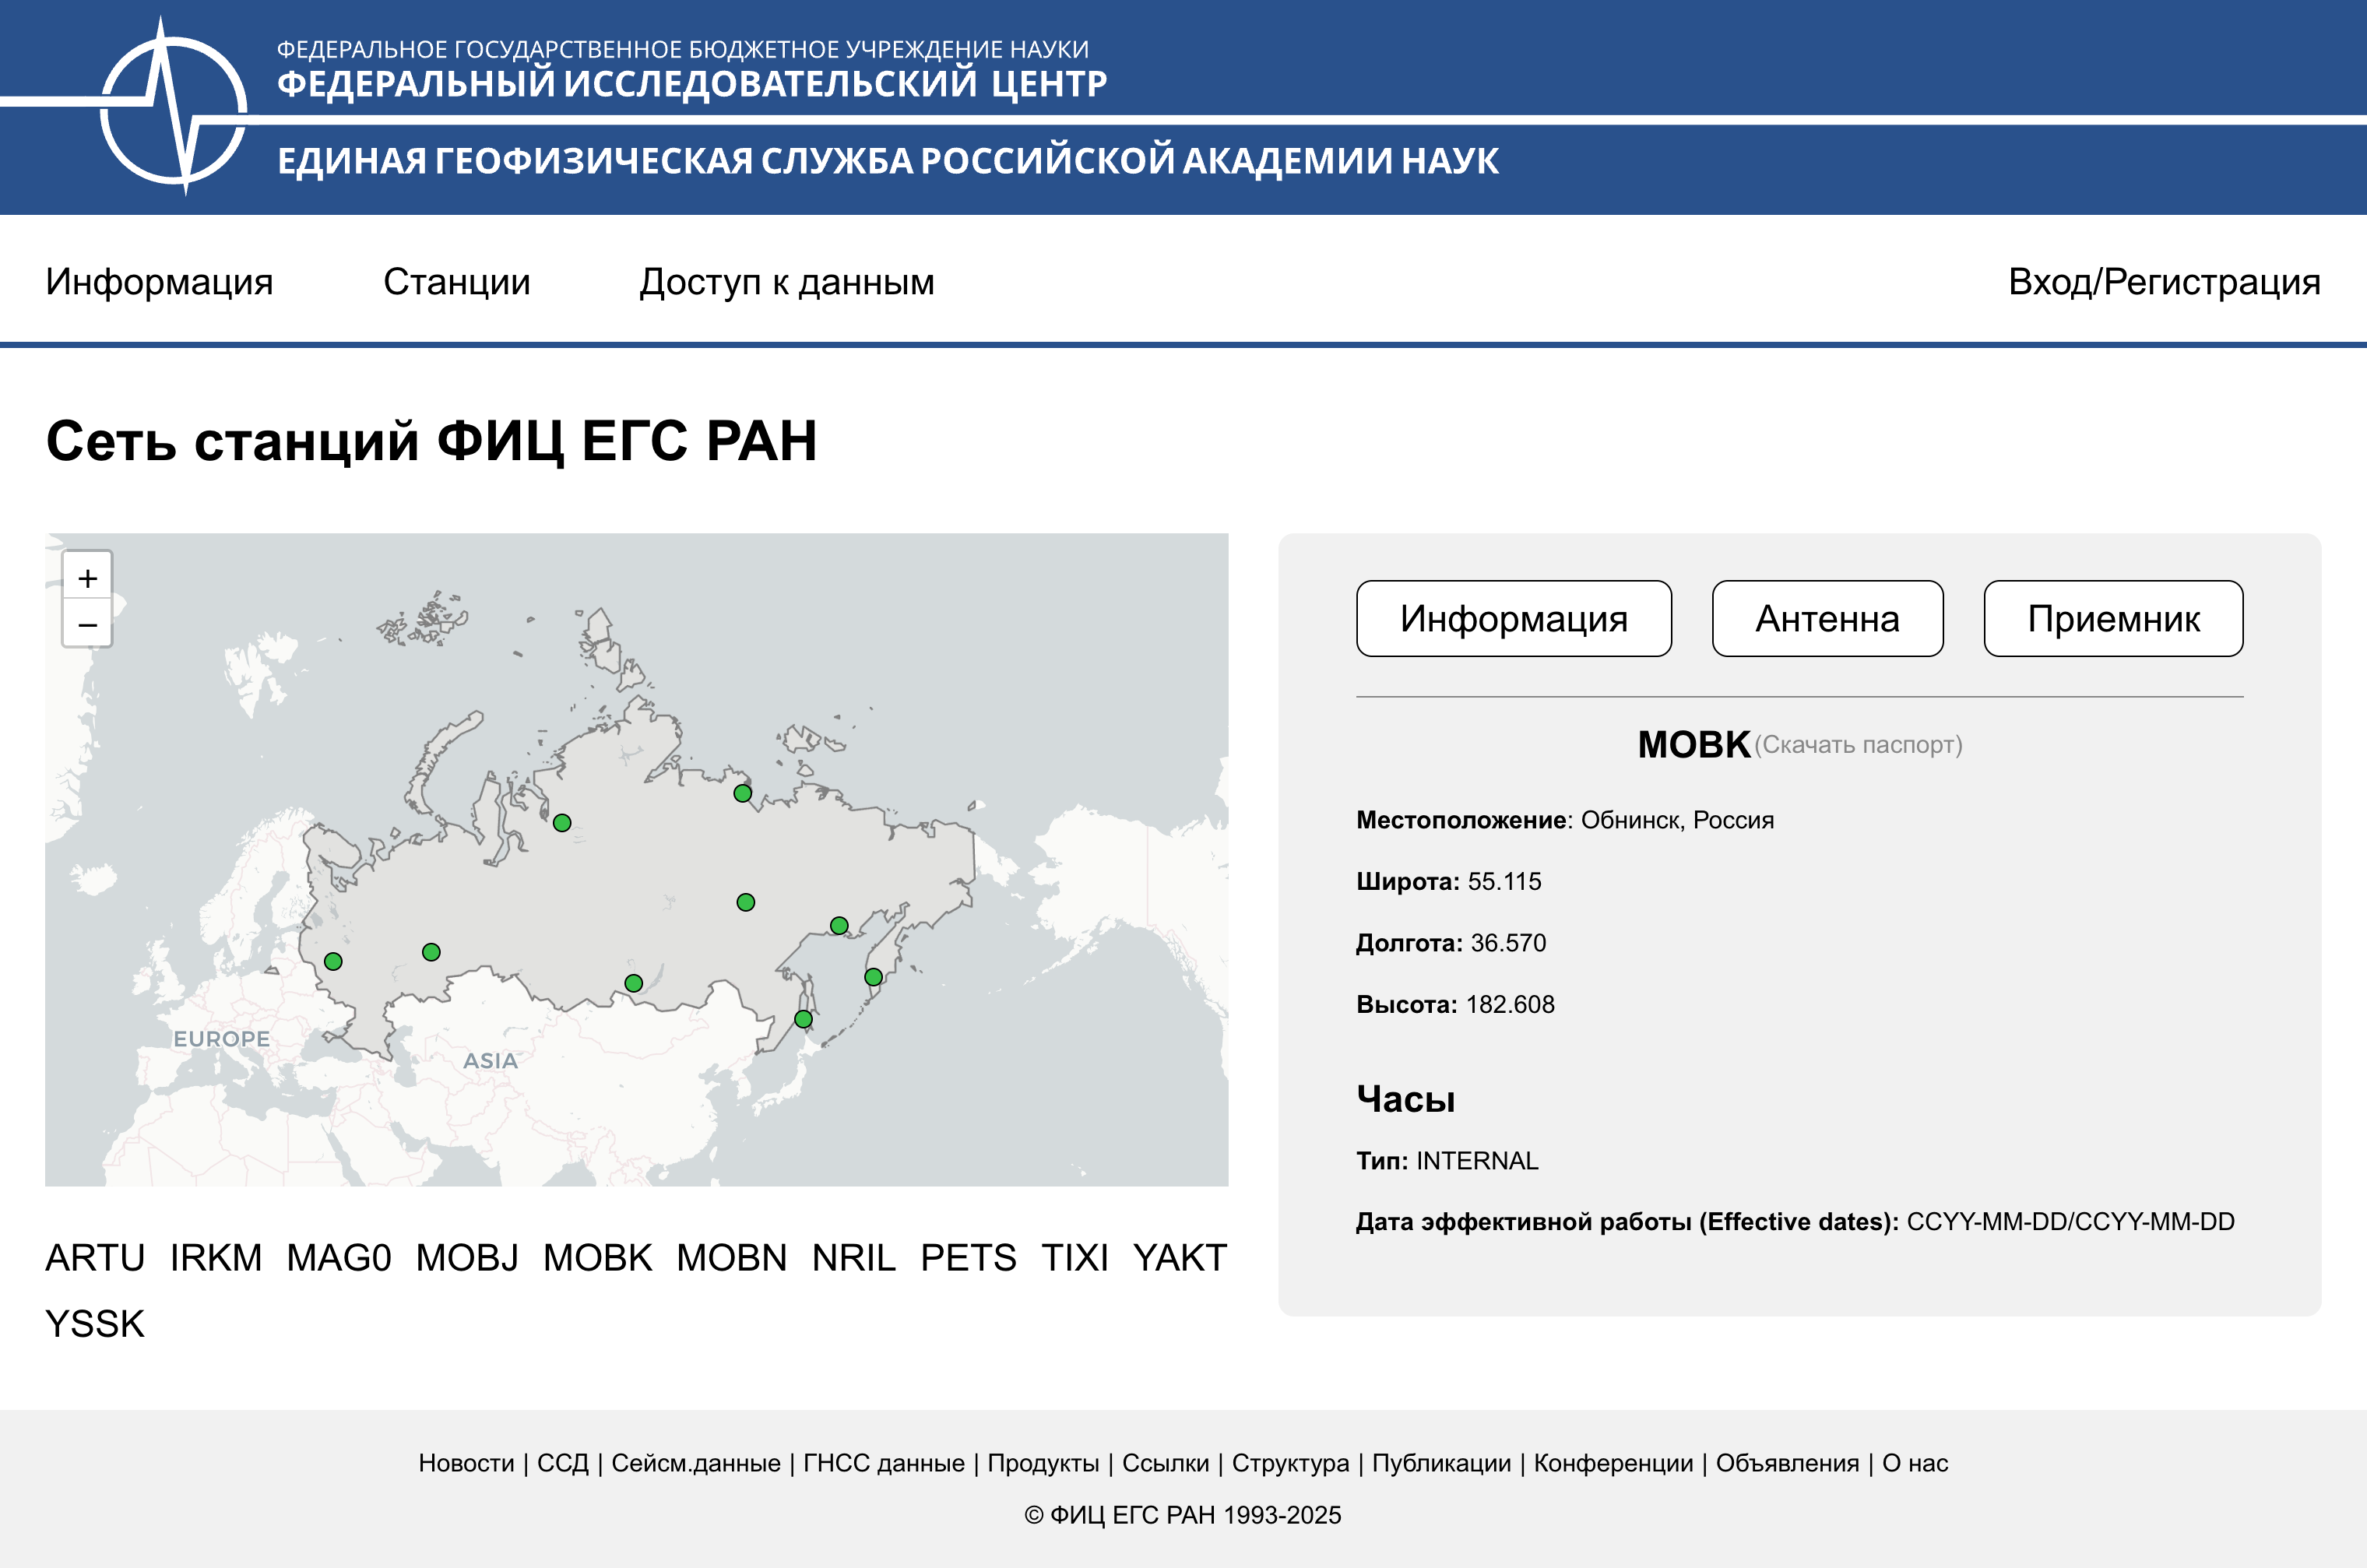 ФЕДЕРАЛЬНОЕ ГОСУДАРСТВЕННОЕ БЮДЖЕТНОЕ УЧРЕЖДЕНИЕ НАУКИ
ФЕДЕРАЛЬНЫЙ ИССЛЕДОВАТЕЛЬСКИЙ ЦЕНТР
ЕДИНАЯ ГЕОФИЗИЧЕСКАЯ СЛУЖБА РОССИЙСКОЙ АКАДЕМИИ НАУК
Информация Станции Доступ к данным Вход/Регистрация
Сеть станций ФИЦ ЕГС РАН
+
−
EUROPE
ASIA
ARTU IRKM MAG0 MOBJ MOBK MOBN NRIL PETS TIXI YAKT
YSSK
Информация Антенна Приемник
MOBK(Скачать паспорт)
Местоположение: Обнинск, Россия
Широта: 55.115
Долгота: 36.570
Высота: 182.608
Часы
Тип: INTERNAL
Дата эффективной работы (Effective dates): CCYY-MM-DD/CCYY-MM-DD
Новости | ССД | Сейсм.данные | ГНСС данные | Продукты | Ссылки | Структура | Публикации | Конференции | Объявления | О нас
© ФИЦ ЕГС РАН 1993-2025